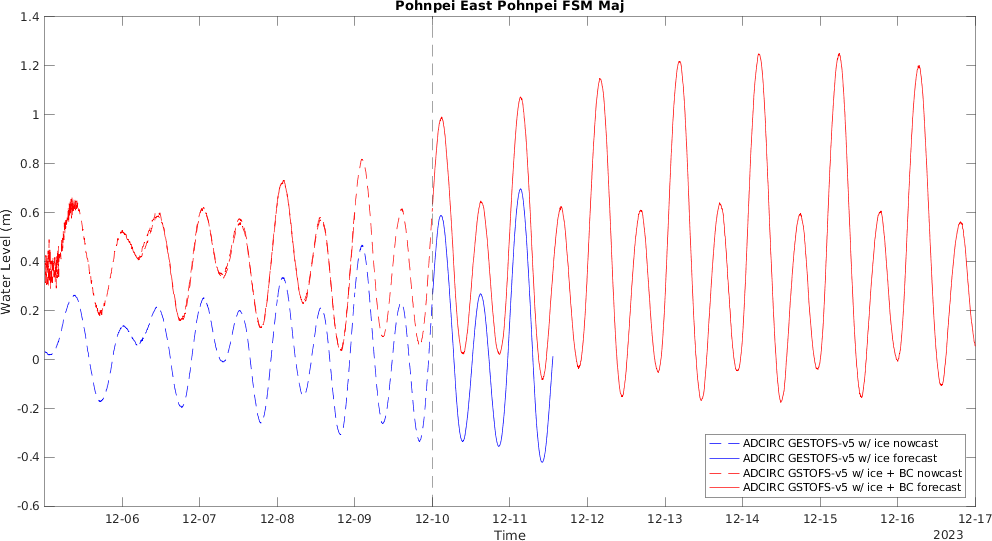 Pohnpei East Pohnpei FSM Maj
Water Level (m)
1.4
1.2
1
0.8
0.6
0.4
0.2
0
-0.2
-0.4
-0.6
ADCIRC GESTOFS-v5 w/ ice nowcast
ADCIRC GESTOFS-v5 w/ ice forecast
ADCIRC GSTOFS-v5 w/ ice + BC nowcast
ADCIRC GSTOFS-v5 w/ ice + BC forecast
12-06 12-07 12-08 12-09 12-10 12-11 12-12 12-13 12-14 12-15 12-16 12-17
Time
2023